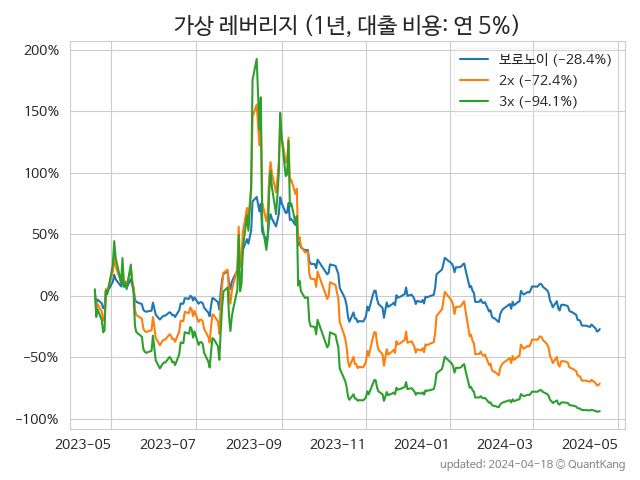 가상 레버리지 (1년, 대출 비용: 연 5%)
200%
150%
100%
50%
0%
−50%
−100%
보로노이 (−28.4%)
2x (−72.4%)
3x (−94.1%)
2023-05 2023-07 2023-09 2023-11 2024-01 2024-03 2024-05
updated: 2024-04-18 © QuantKang